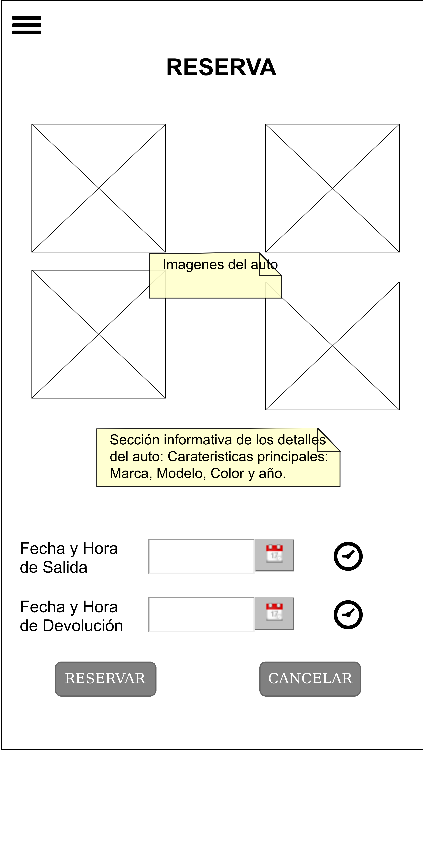 RESERVA
Imagenes del auto
Sección informativa de los detalles
del auto: Carateristicas principales:
Marca, Modelo, Color y año.
Fecha y Hora
de Salida
Fecha y Hora
de Devolución
RESERVAR
CANCELAR